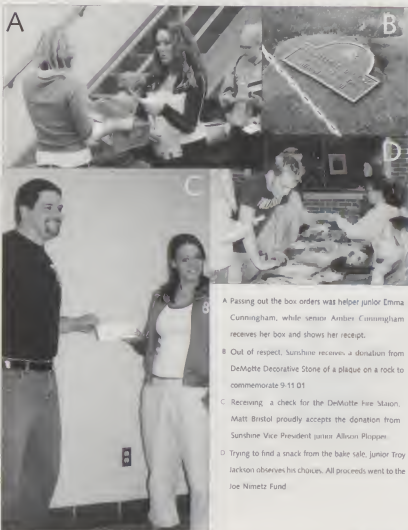 A
B
D
C
A Passing out the box orders was helper junior Emma
Cunningham, while senior Amber Cunningham
receives her box and shows her receipt.
B Out of respect, Sunshine receives a donation from
DeMotte Decorative Stone of a plaque on a rock to
commemorate 9-11-01
C Receiving a check for the DeMotte Fire Staion,
Matt Bristol proudly accepts the donation from
Sunshne Vice President junior Allison Plopper.
D Trying to find a snack from the bake sale, junior Troy
Jackson observes his choices. All proceeds went to the
Joe Nimetz Fund.